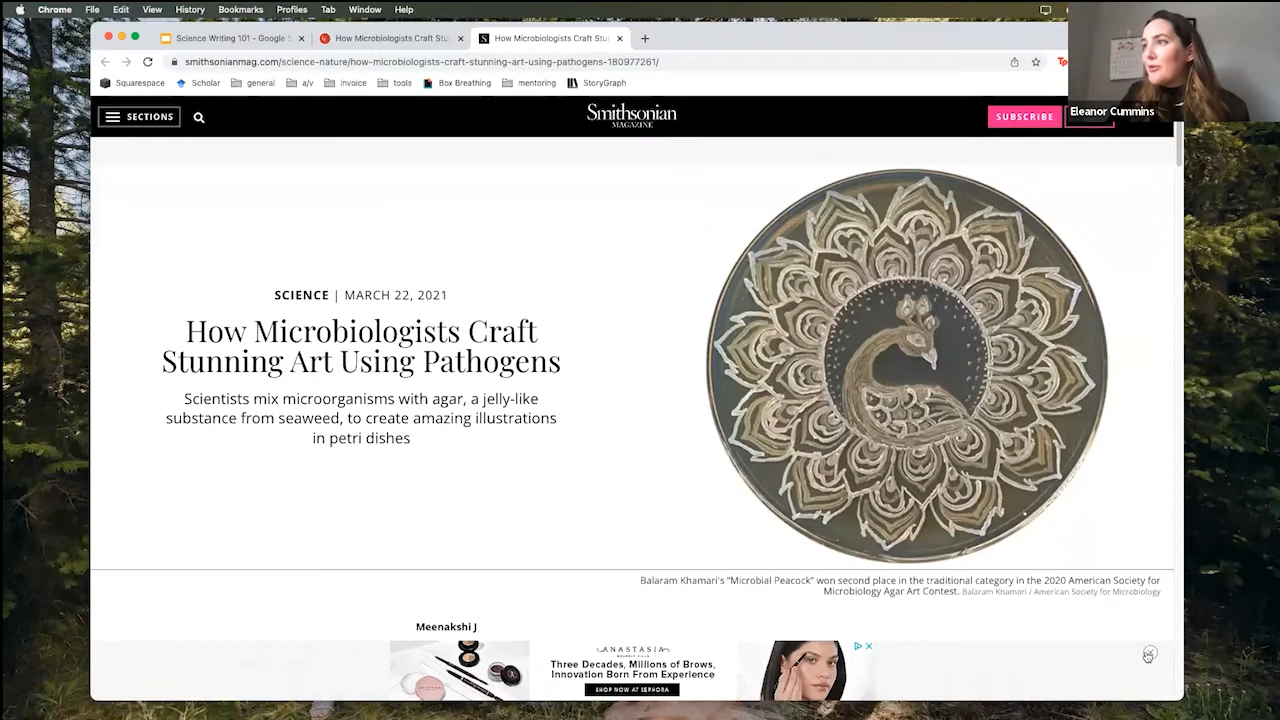 Chrome File Edit View History Bookmarks Profiles Tab Window Help
Science Writing 101 - Google S
How Microbiologists Craft Stu
How Microbiologists Craft Stu
smithsonianmag.com/science-nature/how-microbiologists-craft-stunning-art-using-pathogens-180977261/
Squarespace Scholar general a/v invoice tools Box Breathing mentoring StoryGraph
Eleanor Cummins
SECTIONS
Smithsonian
MAGAZINE
SUBSCRIBE
SCIENCE | MARCH 22, 2021
How Microbiologists Craft
Stunning Art Using Pathogens
Scientists mix microorganisms with agar, a jelly-like
substance from seaweed, to create amazing illustrations
in petri dishes
Balaram Khamari's "Microbial Peacock" won second place in the traditional category in the 2020 American Society for
Microbiology Agar Art Contest. Balaram Khamari / American Society for Microbiology
Meenakshi J
ANASTASIA
Three Decades, Millions of Brows,
Innovation Born From Experience
SHOP NOW AT SEPHORA